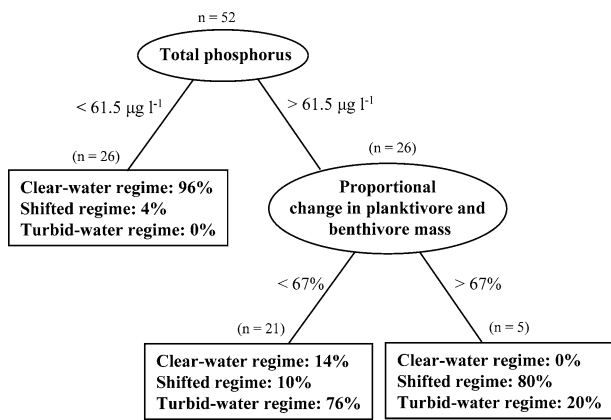 n = 52
Total phosphorus
< 61.5 μg l⁻¹
> 61.5 μg l⁻¹
(n = 26)
Clear-water regime: 96%
Shifted regime: 4%
Turbid-water regime: 0%
(n = 26)
Proportional
change in planktivore and
benthivore mass
< 67%
> 67%
(n = 21)
Clear-water regime: 14%
Shifted regime: 10%
Turbid-water regime: 76%
(n = 5)
Clear-water regime: 0%
Shifted regime: 80%
Turbid-water regime: 20%